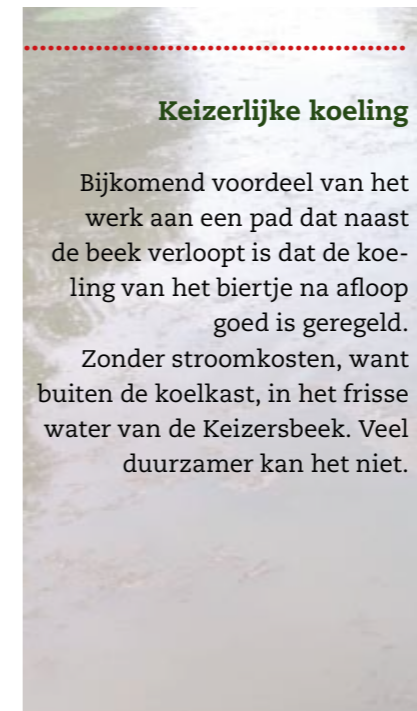 Keizerlijke koeling
Bijkomend voordeel van het
werk aan een pad dat naast
de beek verloopt is dat de koe-
ling van het biertje na afloop
goed is geregeld.
Zonder stroomkosten, want
buiten de koelkast, in het frisse
water van de Keizersbeek. Veel
duurzamer kan het niet.